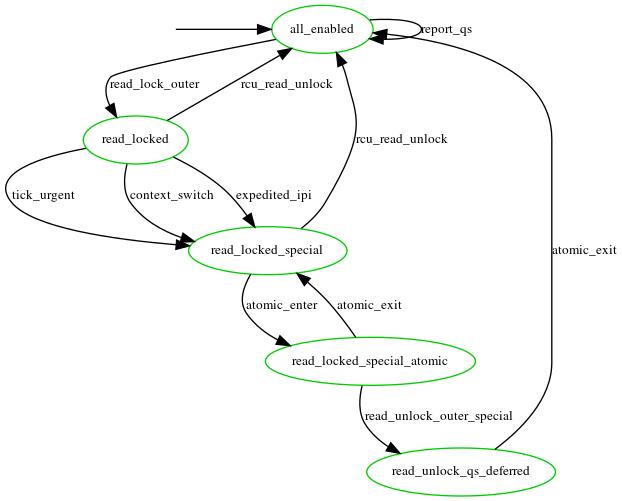 all_enabled
report_qs
read_lock_outer
rcu_read_unlock
read_locked
rcu_read_unlock
tick_urgent
context_switch
expedited_ipi
read_locked_special
atomic_exit
atomic_enter
atomic_exit
read_locked_special_atomic
read_unlock_outer_special
read_unlock_qs_deferred